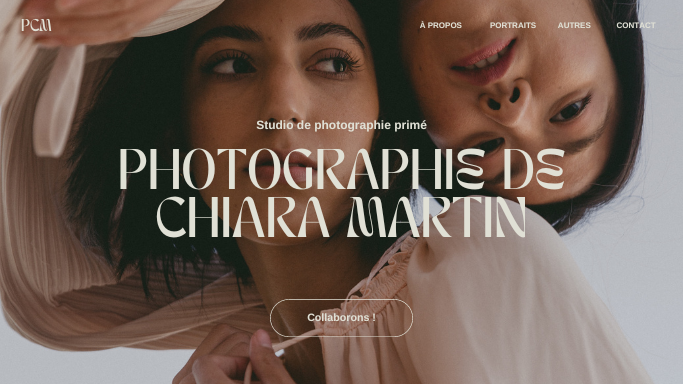 PCM
À PROPOS
PORTRAITS
AUTRES
CONTACT
Studio de photographie primé
PHOTOGRAPHIE DE
CHIARA MARTIN
Collaborons !